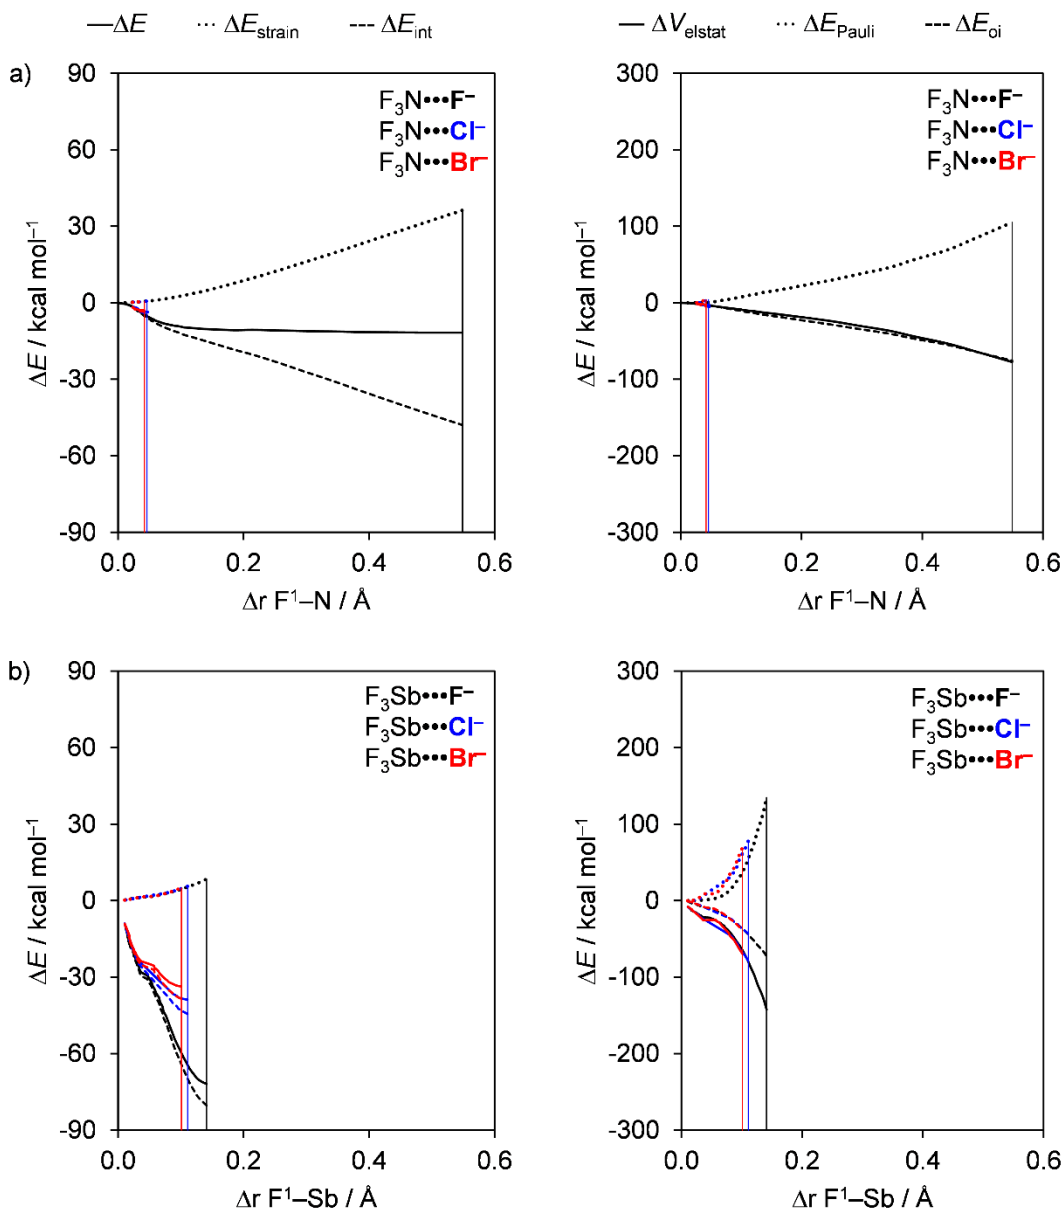 ΔE ΔE_strain ΔE_int ΔV_elstat ΔE_Pauli ΔE_oi
a)
90
60
30
0
-30
-60
-90
ΔE / kcal mol⁻¹
F₃N•••F⁻
F₃N•••Cl⁻
F₃N•••Br⁻
0.0 0.2 0.4 0.6
Δr F¹–N / Å
300
200
100
0
-100
-200
-300
ΔE / kcal mol⁻¹
F₃N•••F⁻
F₃N•••Cl⁻
F₃N•••Br⁻
0.0 0.2 0.4 0.6
Δr F¹–N / Å
b)
90
60
30
0
-30
-60
-90
ΔE / kcal mol⁻¹
F₃Sb•••F⁻
F₃Sb•••Cl⁻
F₃Sb•••Br⁻
0.0 0.2 0.4 0.6
Δr F¹–Sb / Å
300
200
100
0
-100
-200
-300
ΔE / kcal mol⁻¹
F₃Sb•••F⁻
F₃Sb•••Cl⁻
F₃Sb•••Br⁻
0.0 0.2 0.4 0.6
Δr F¹–Sb / Å